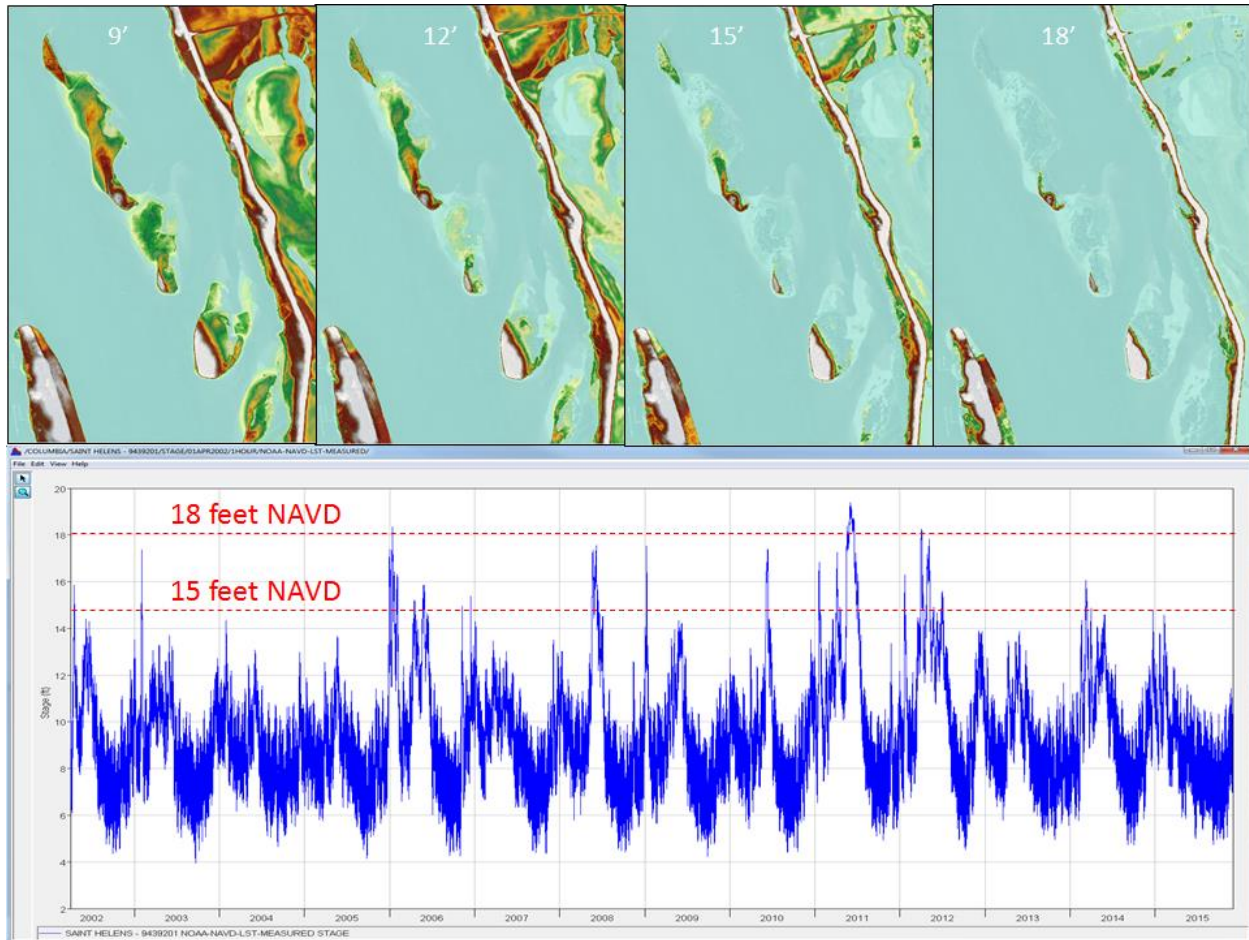 9’
12’
15’
18’
/COLUMBIA/SAINT HELENS - 9439201/STAGE/01APR2002/1HOUR/NOAA-NAVD-LST-MEASURED/
File Edit View Help
18 feet NAVD
15 feet NAVD
Stage (ft)
20
18
16
14
12
10
8
6
4
2
2002 2003 2004 2005 2006 2007 2008 2009 2010 2011 2012 2013 2014 2015
SAINT HELENS - 9439201 NOAA-NAVD-LST-MEASURED STAGE